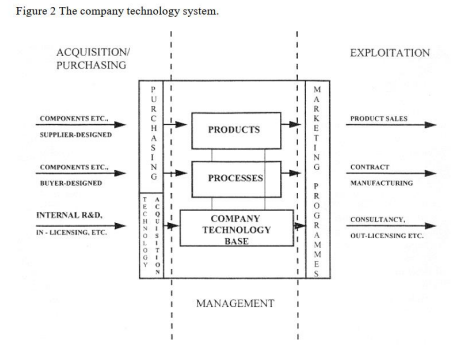 Figure 2 The company technology system.
ACQUISITION/
PURCHASING
EXPLOITATION
PURCHASING
MARKETING PROGRAMMES
COMPONENTS ETC.,
SUPPLIER-DESIGNED
PRODUCTS
PRODUCT SALES
COMPONENTS ETC.,
BUYER-DESIGNED
PROCESSES
CONTRACT
MANUFACTURING
TECHNOLOGY
ACQUISITION
INTERNAL R&D,
IN - LICENSING, ETC.
COMPANY
TECHNOLOGY
BASE
CONSULTANCY,
OUT-LICENSING ETC.
MANAGEMENT